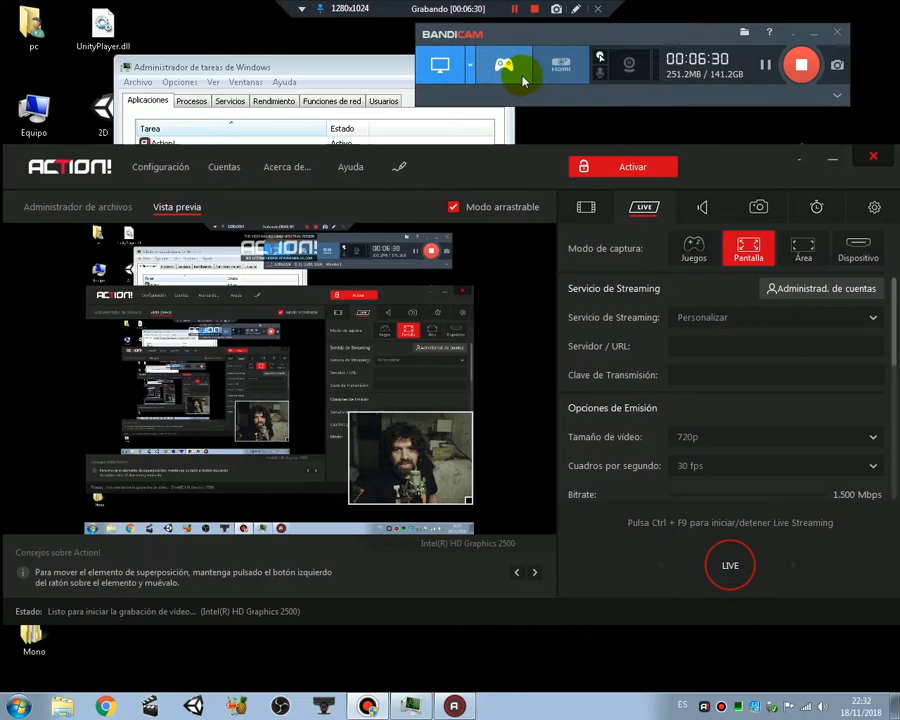 1280x1024 Grabando [00:06:30]
pc
UnityPlayer.dll
BANDICAM
HDMI
00:06:30
251.2MB / 141.2GB
Administrador de tareas de Windows
Archivo Opciones Ver Ventanas Ayuda
Aplicaciones Procesos Servicios Rendimiento Funciones de red Usuarios
Tarea Estado
Equipo
2D
ACTION!
Configuración Cuentas Acerca de... Ayuda
Activar
Administrador de archivos Vista previa Modo arrastrable
LIVE
Modo de captura:
Juegos Pantalla Área Dispositivo
Servicio de Streaming
Administrad. de cuentas
Servicio de Streaming: Personalizar
Servidor / URL:
Clave de Transmisión:
Opciones de Emisión
Tamaño de vídeo: 720p
Cuadros por segundo: 30 fps
Bitrate: 1.500 Mbps
Pulsa Ctrl + F9 para iniciar/detener Live Streaming
LIVE
Intel(R) HD Graphics 2500
Consejos sobre Action!
Para mover el elemento de superposición, mantenga pulsado el botón izquierdo
del ratón sobre el elemento y muévalo.
Estado: Listo para iniciar la grabación de vídeo... (Intel(R) HD Graphics 2500)
Mono
ES
22:32
18/11/2018